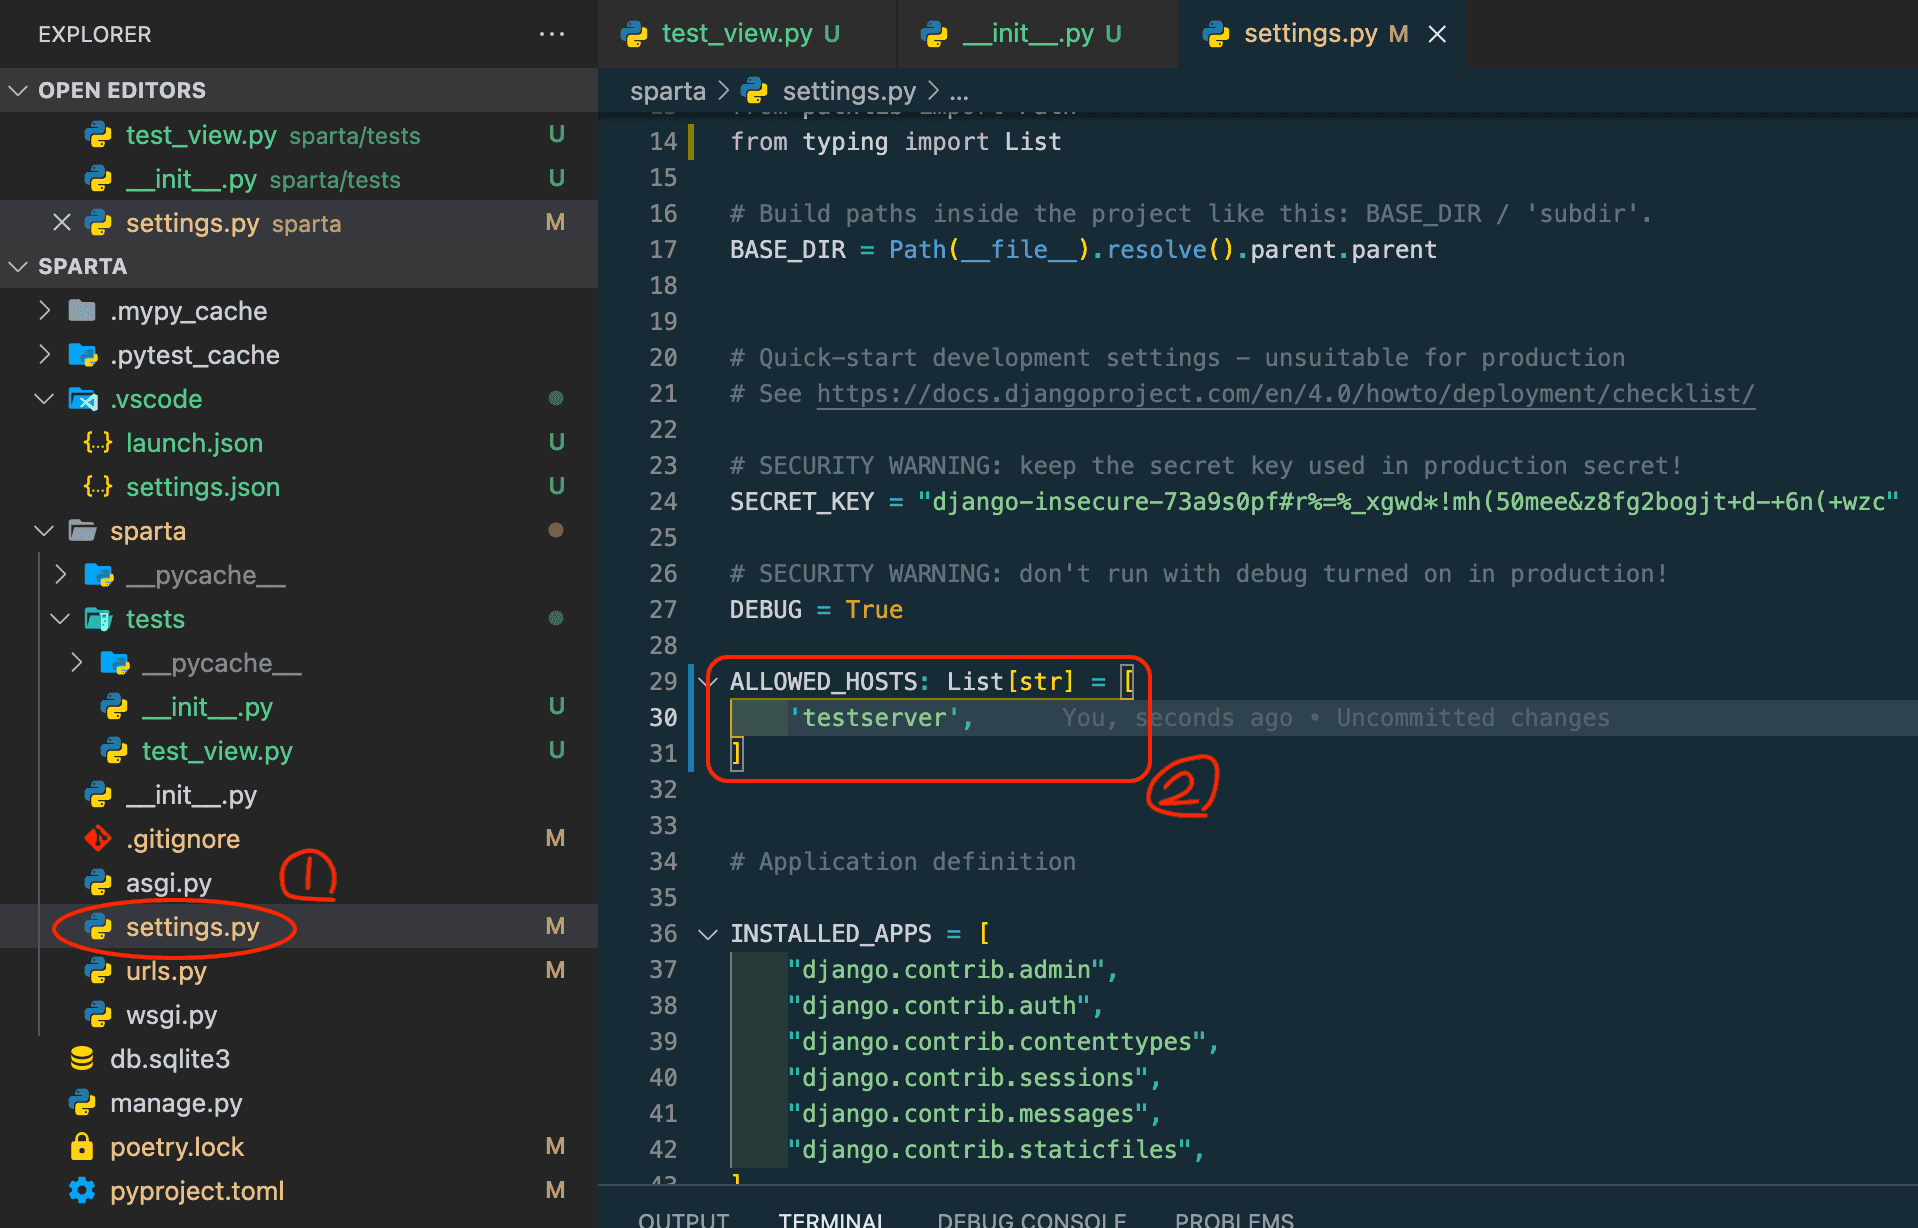 EXPLORER
···
OPEN EDITORS
test_view.py sparta/tests U
__init__.py sparta/tests U
settings.py sparta M
SPARTA
.mypy_cache
.pytest_cache
.vscode
{..} launch.json U
{..} settings.json U
sparta
__pycache__
tests
__pycache__
__init__.py U
test_view.py U
__init__.py
.gitignore M
asgi.py
1
settings.py M
urls.py M
wsgi.py
db.sqlite3
manage.py
poetry.lock M
pyproject.toml M
test_view.py U
__init__.py U
settings.py M
sparta > settings.py > ...
13 from pathlib import Path
14 from typing import List
15
16 # Build paths inside the project like this: BASE_DIR / 'subdir'.
17 BASE_DIR = Path(__file__).resolve().parent.parent
18
19
20 # Quick-start development settings - unsuitable for production
21 # See https://docs.djangoproject.com/en/4.0/howto/deployment/checklist/
22
23 # SECURITY WARNING: keep the secret key used in production secret!
24 SECRET_KEY = "django-insecure-73a9s0pf#r%=%_xgwd*!mh(50mee&z8fg2bogjt+d-+6n(+wzc"
25
26 # SECURITY WARNING: don't run with debug turned on in production!
27 DEBUG = True
28
29 ALLOWED_HOSTS: List[str] = [
30 'testserver', You, seconds ago • Uncommitted changes
31 ]
2
32
33
34 # Application definition
35
36 INSTALLED_APPS = [
37 "django.contrib.admin",
38 "django.contrib.auth",
39 "django.contrib.contenttypes",
40 "django.contrib.sessions",
41 "django.contrib.messages",
42 "django.contrib.staticfiles",
43 ]
OUTPUT TERMINAL DEBUG CONSOLE PROBLEMS